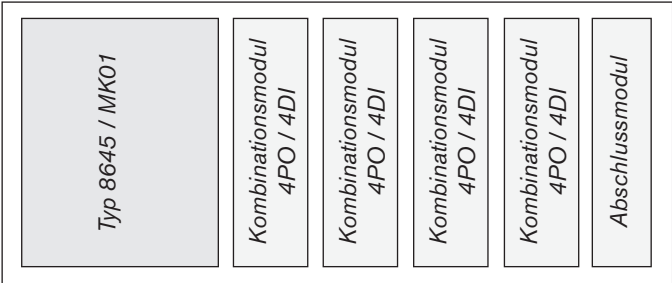 Typ 8645 / MK01
Kombinationsmodul
4PO / 4DI
Kombinationsmodul
4PO / 4DI
Kombinationsmodul
4PO / 4DI
Kombinationsmodul
4PO / 4DI
Abschlussmodul